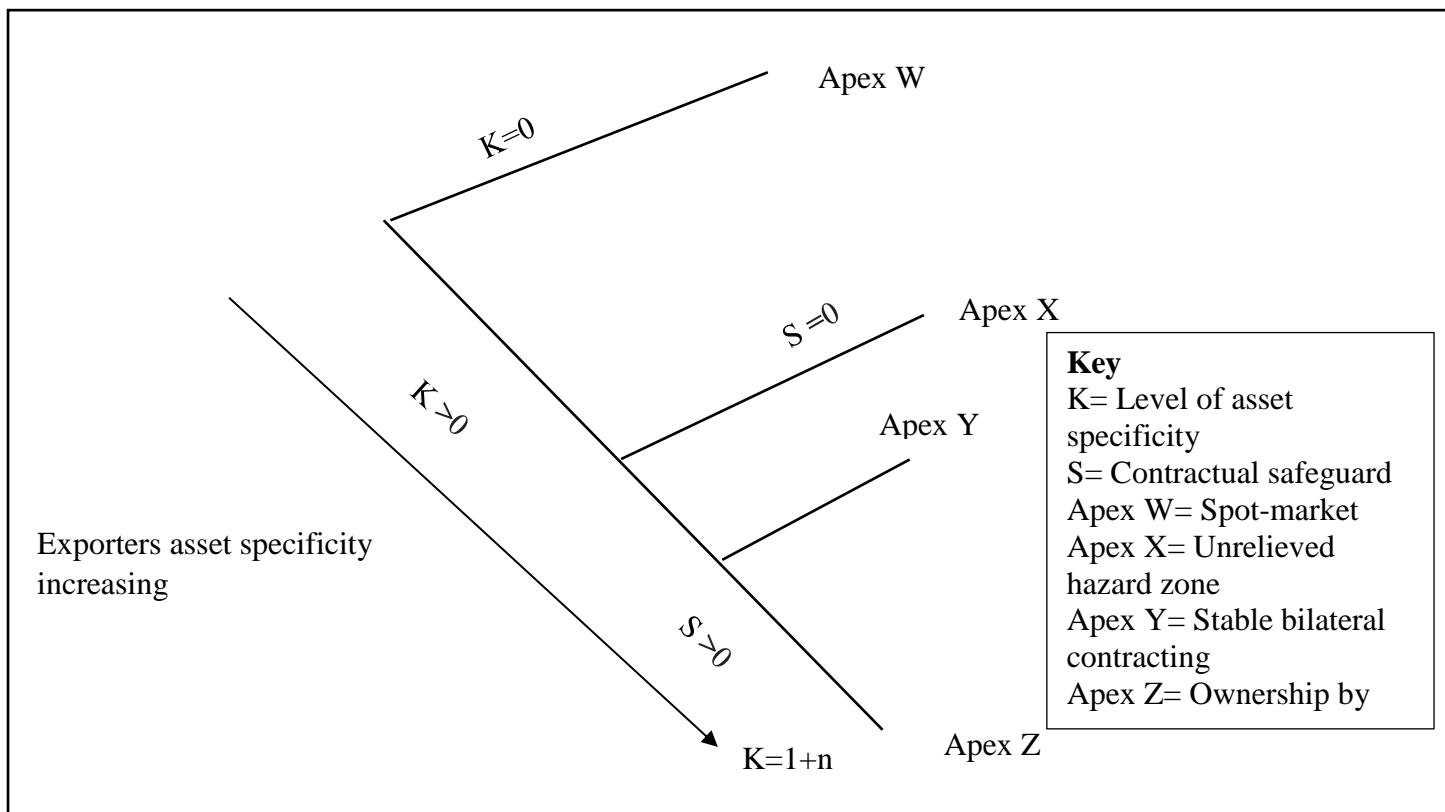 Apex W
K=0
Apex X
S =0
Key
K= Level of asset
specificity
S= Contractual safeguard
Apex W= Spot-market
Apex X= Unrelieved
hazard zone
Apex Y= Stable bilateral
contracting
Apex Z= Ownership by
K >0
Apex Y
Exporters asset specificity
increasing
S >0
Apex Z
K=1+n